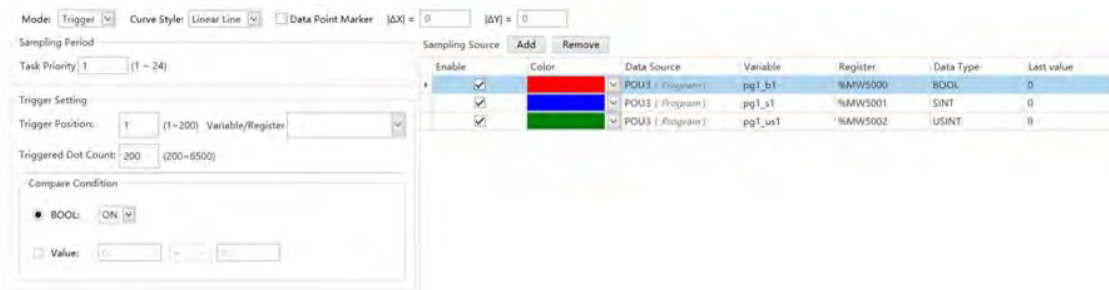 Mode: Trigger Curve Style: Linear Line Data Point Marker |ΔX| = 0 |ΔY| = 0
Sampling Period
Task Priority 1 (1 ~ 24)
Trigger Setting
Trigger Position: 1 (1~200) Variable/Register
Triggered Dot Count: 200 (200~6500)
Compare Condition
BOOL: ON
Value:
Sampling Source Add Remove
Enable Color Data Source Variable Register Data Type Last value
POU3 ( Program ) pg1_b1 %MW5000 BOOL 0
POU3 ( Program ) pg1_s1 %MW5001 SINT 0
POU3 ( Program ) pg1_us1 %MW5002 USINT 0